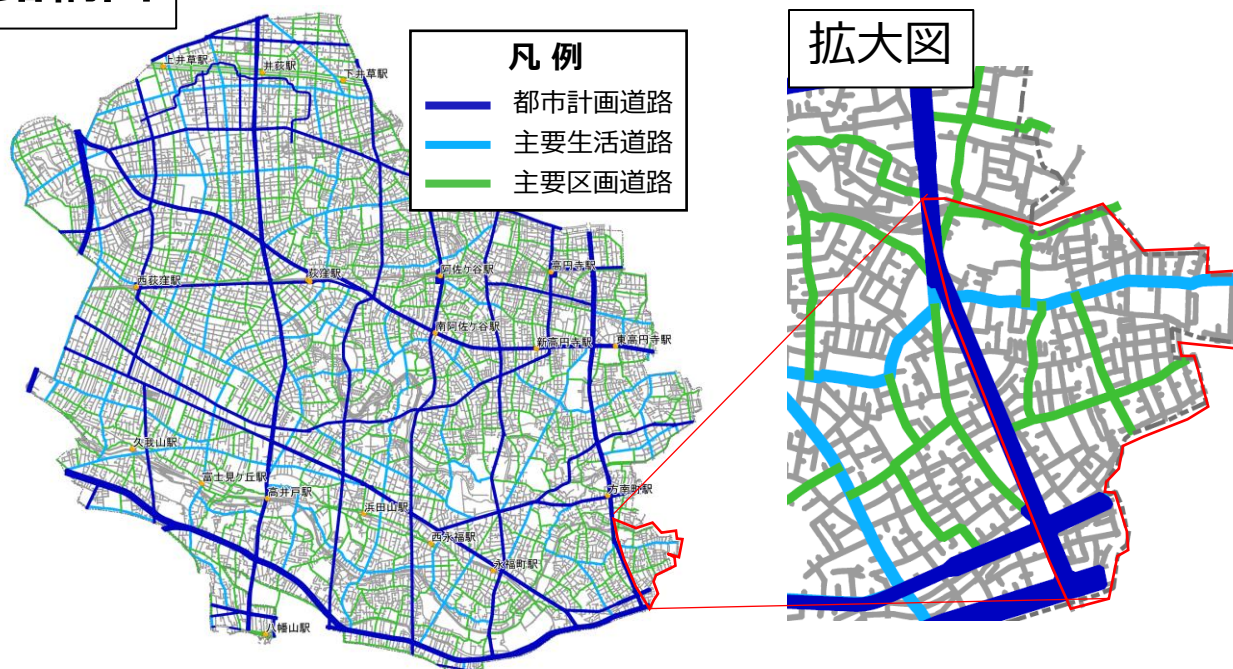 凡 例
都市計画道路
主要生活道路
主要区画道路
拡大図
上井草駅
井荻駅
下井草駅
西荻窪駅
荻窪駅
阿佐ケ谷駅
高円寺駅
南阿佐ケ谷駅
新高円寺駅
東高円寺駅
久我山駅
富士見ケ丘駅
高井戸駅
浜田山駅
方南町駅
西永福駅
永福町駅
八幡山駅